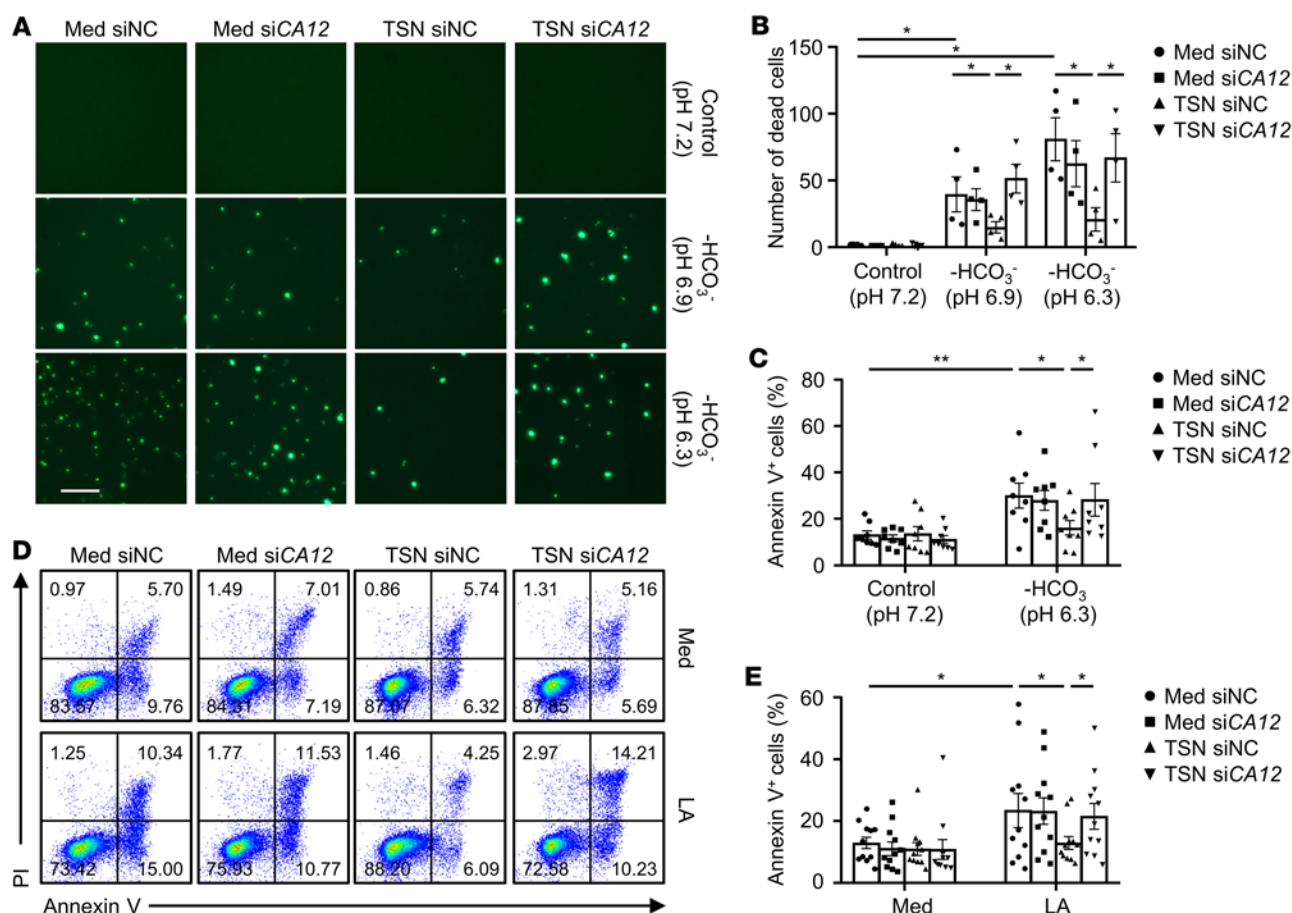 A
Med siNC Med siCA12 TSN siNC TSN siCA12
Control
(pH 7.2)
-HCO₃⁻
(pH 6.9)
-HCO₃⁻
(pH 6.3)
B
Number of dead cells
150
100
50
0
* * * * * *
Control
(pH 7.2)
-HCO₃⁻
(pH 6.9)
-HCO₃⁻
(pH 6.3)
Med siNC
Med siCA12
TSN siNC
TSN siCA12
C
Annexin V⁺ cells (%)
80
60
40
20
0
** * *
Control
(pH 7.2)
-HCO₃
(pH 6.3)
Med siNC
Med siCA12
TSN siNC
TSN siCA12
D
Med siNC Med siCA12 TSN siNC TSN siCA12
0.97 5.70 1.49 7.01 0.86 5.74 1.31 5.16
Med
83.57 9.76 84.31 7.19 87.07 6.32 87.85 5.69
1.25 10.34 1.77 11.53 1.46 4.25 2.97 14.21
LA
73.42 15.00 75.93 10.77 88.20 6.09 72.58 10.23
PI
Annexin V
E
Annexin V⁺ cells (%)
60
40
20
0
* * *
Med LA
Med siNC
Med siCA12
TSN siNC
TSN siCA12